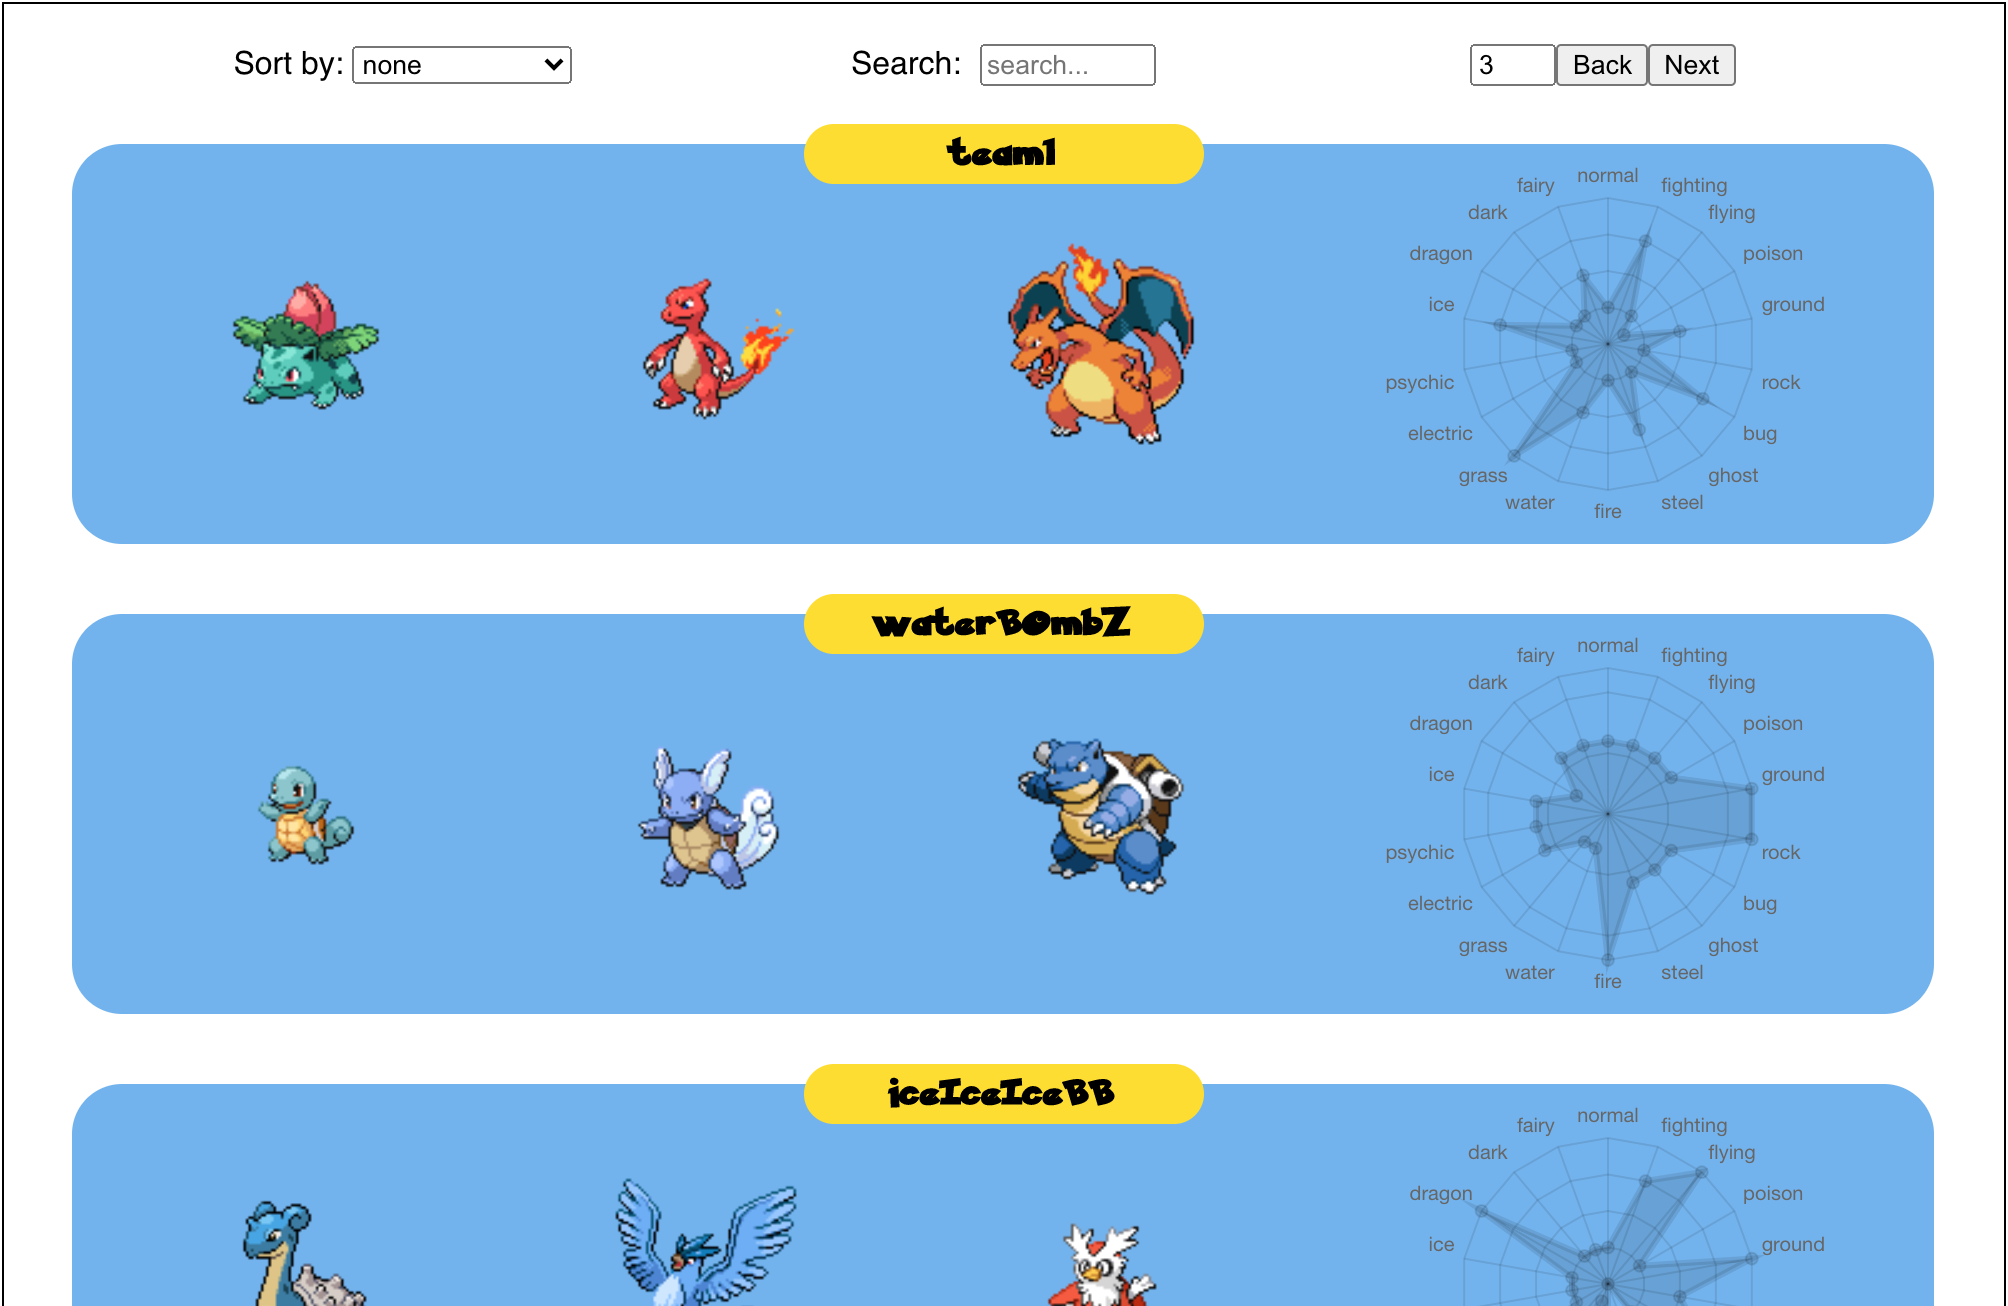 Sort by: none Search: search... 3 Back Next
team1
normal
fairy fighting
dark flying
dragon poison
ice ground
psychic rock
electric bug
grass ghost
water steel
fire
waterB0mbZ
normal
fairy fighting
dark flying
dragon poison
ice ground
psychic rock
electric bug
grass ghost
water steel
fire
iceIceIceBB
normal
fairy fighting
dark flying
dragon poison
ice ground